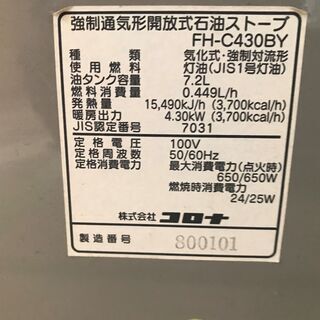 強制通気形開放式石油ストーブ
FH-C430BY
種類 気化式・強制対流形
使用燃料 灯油(JIS1号灯油)
油タンク容量 7.2L
燃料消費量 0.449L/h
発熱量 15,490kJ/h (3,700kcal/h)
暖房出力 4.30kW (3,700kcal/h)
JIS認定番号 7031
定格電圧 100V
定格周波数 50/60Hz
定格消費電力 最大消費電力(点火時)
650/650W
燃焼時消費電力
24/25W
株式会社 コロナ
製造番号 800101